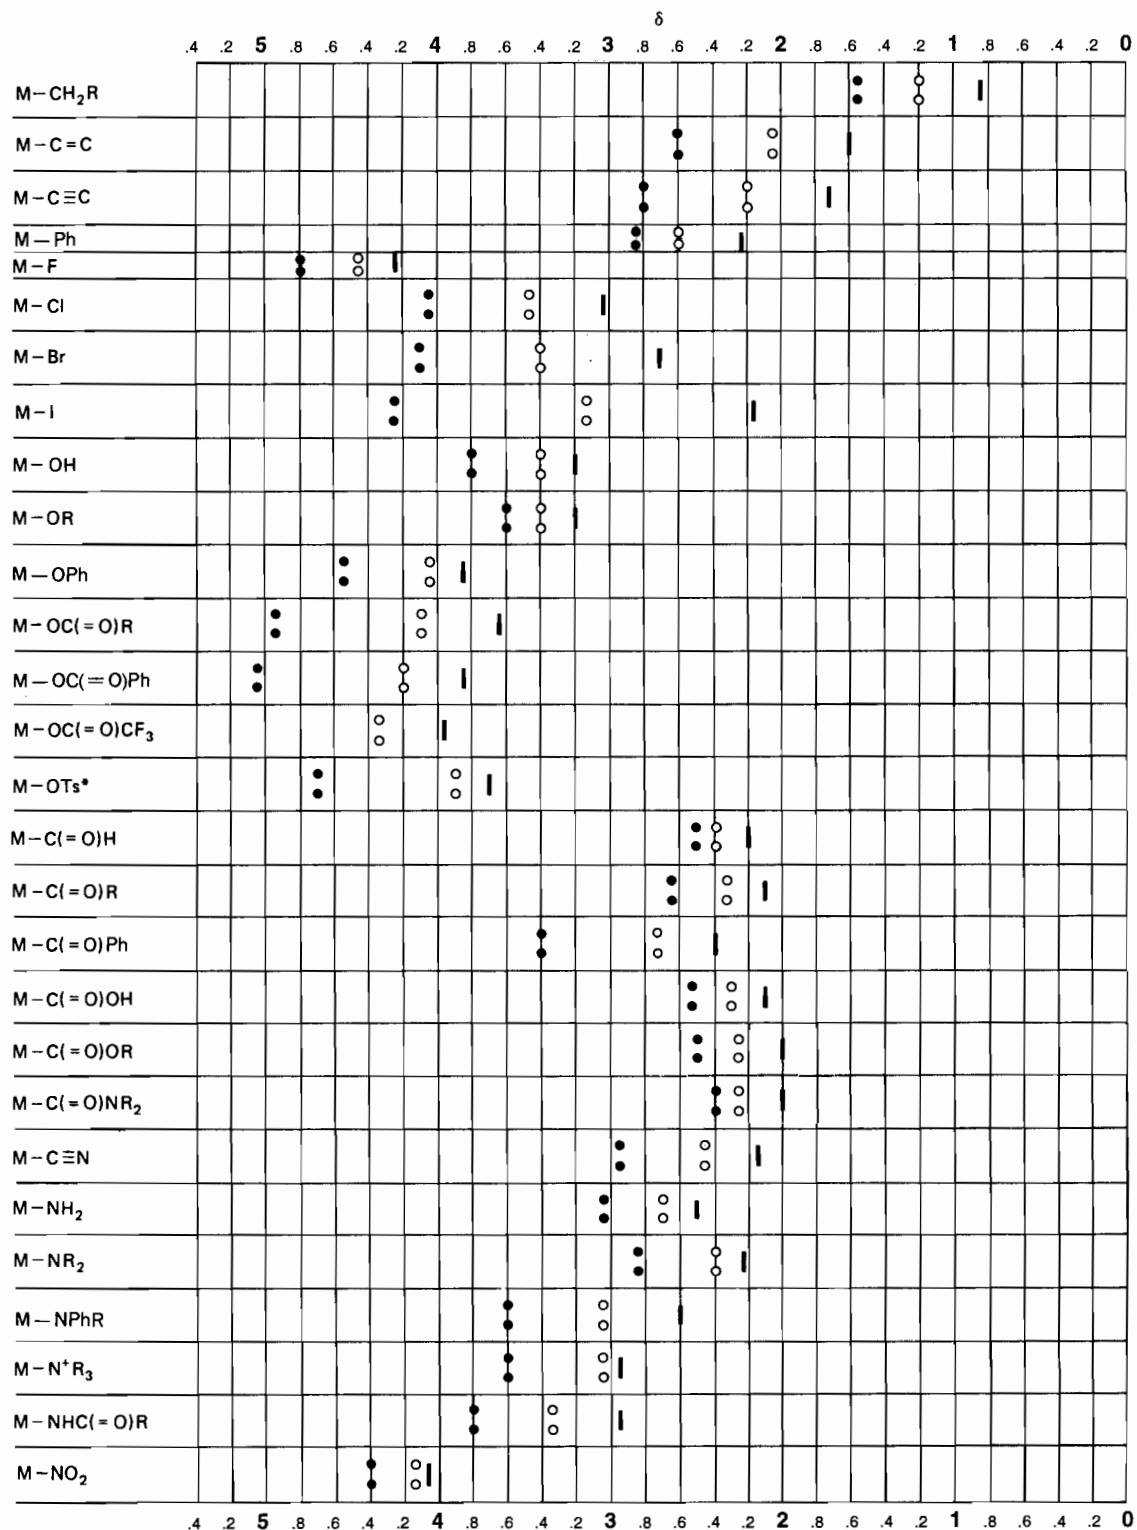 δ
.4 .2 5 .8 .6 .4 .2 4 .8 .6 .4 .2 3 .8 .6 .4 .2 2 .8 .6 .4 .2 1 .8 .6 .4 .2 0
M–CH₂R
M–C=C
M–C≡C
M–Ph
M–F
M–Cl
M–Br
M–I
M–OH
M–OR
M–OPh
M–OC(=O)R
M–OC(=O)Ph
M–OC(=O)CF₃
M–OTs*
M–C(=O)H
M–C(=O)R
M–C(=O)Ph
M–C(=O)OH
M–C(=O)OR
M–C(=O)NR₂
M–C≡N
M–NH₂
M–NR₂
M–NPhR
M–N⁺R₃
M–NHC(=O)R
M–NO₂
.4 .2 5 .8 .6 .4 .2 4 .8 .6 .4 .2 3 .8 .6 .4 .2 2 .8 .6 .4 .2 1 .8 .6 .4 .2 0